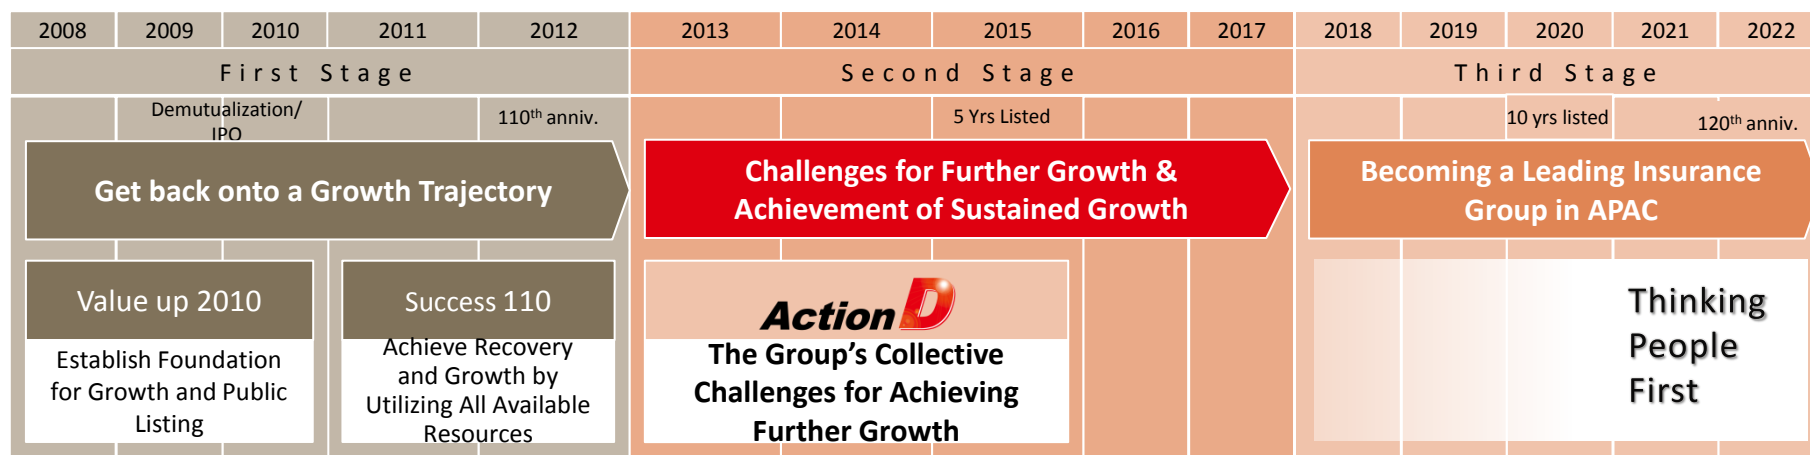 2008 2009 2010 2011 2012 2013 2014 2015 2016 2017 2018 2019 2020 2021 2022
First Stage Second Stage Third Stage
Demutualization/
IPO
110th anniv.
5 Yrs Listed
10 yrs listed
120th anniv.
Get back onto a Growth Trajectory
Challenges for Further Growth &
Achievement of Sustained Growth
Becoming a Leading Insurance
Group in APAC
Value up 2010
Establish Foundation
for Growth and Public
Listing
Success 110
Achieve Recovery
and Growth by
Utilizing All Available
Resources
Action D
The Group's Collective
Challenges for Achieving
Further Growth
Thinking
People
First